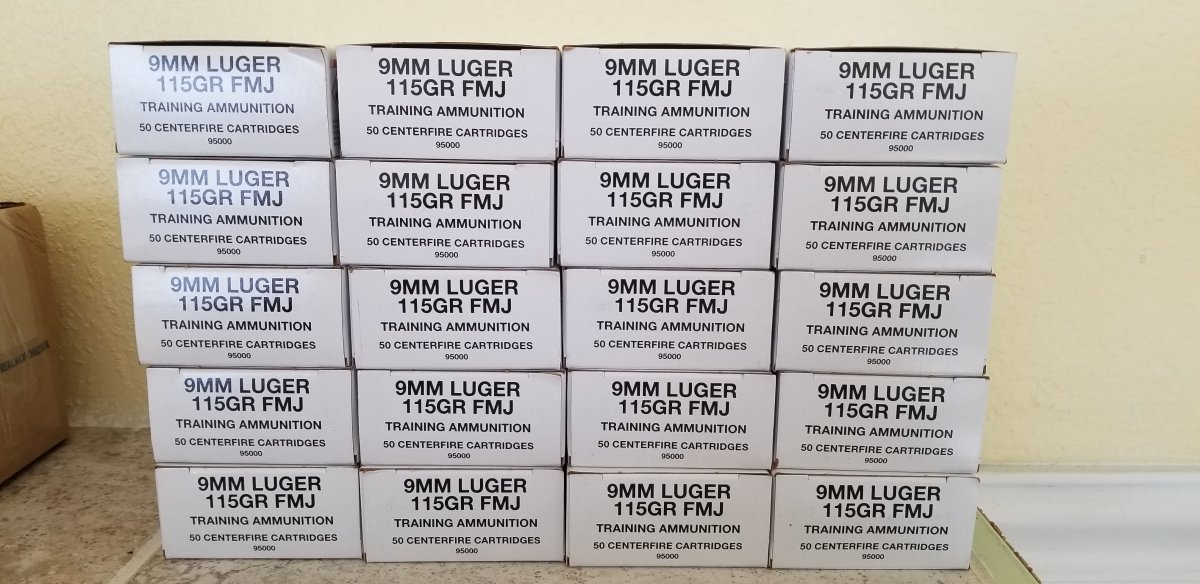 9MM LUGER
115GR FMJ
TRAINING AMMUNITION
50 CENTERFIRE CARTRIDGES
95000
9MM LUGER
115GR FMJ
TRAINING AMMUNITION
50 CENTERFIRE CARTRIDGES
95000
9MM LUGER
115GR FMJ
TRAINING AMMUNITION
50 CENTERFIRE CARTRIDGES
95000
9MM LUGER
115GR FMJ
TRAINING AMMUNITION
50 CENTERFIRE CARTRIDGES
95000
9MM LUGER
115GR FMJ
TRAINING AMMUNITION
50 CENTERFIRE CARTRIDGES
95000
9MM LUGER
115GR FMJ
TRAINING AMMUNITION
50 CENTERFIRE CARTRIDGES
95000
9MM LUGER
115GR FMJ
TRAINING AMMUNITION
50 CENTERFIRE CARTRIDGES
95000
9MM LUGER
115GR FMJ
TRAINING AMMUNITION
50 CENTERFIRE CARTRIDGES
95000
9MM LUGER
115GR FMJ
TRAINING AMMUNITION
50 CENTERFIRE CARTRIDGES
95000
9MM LUGER
115GR FMJ
TRAINING AMMUNITION
50 CENTERFIRE CARTRIDGES
95000
9MM LUGER
115GR FMJ
TRAINING AMMUNITION
50 CENTERFIRE CARTRIDGES
95000
9MM LUGER
115GR FMJ
TRAINING AMMUNITION
50 CENTERFIRE CARTRIDGES
95000
9MM LUGER
115GR FMJ
TRAINING AMMUNITION
50 CENTERFIRE CARTRIDGES
95000
9MM LUGER
115GR FMJ
TRAINING AMMUNITION
50 CENTERFIRE CARTRIDGES
95000
9MM LUGER
115GR FMJ
TRAINING AMMUNITION
50 CENTERFIRE CARTRIDGES
95000
9MM LUGER
115GR FMJ
TRAINING AMMUNITION
50 CENTERFIRE CARTRIDGES
95000
9MM LUGER
115GR FMJ
TRAINING AMMUNITION
50 CENTERFIRE CARTRIDGES
95000
9MM LUGER
115GR FMJ
TRAINING AMMUNITION
50 CENTERFIRE CARTRIDGES
95000
9MM LUGER
115GR FMJ
TRAINING AMMUNITION
50 CENTERFIRE CARTRIDGES
95000
9MM LUGER
115GR FMJ
TRAINING AMMUNITION
50 CENTERFIRE CARTRIDGES
95000